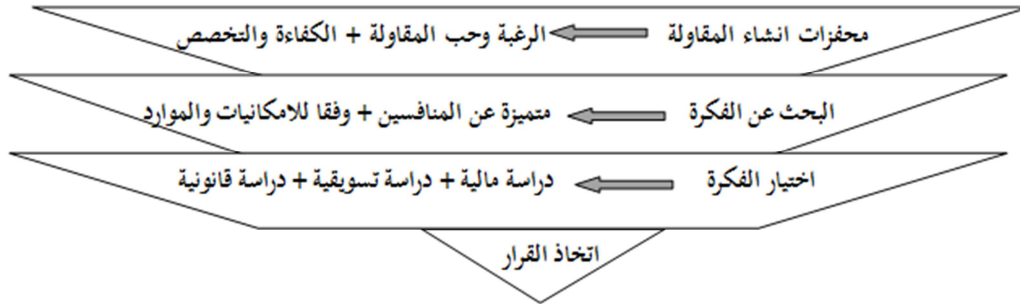 محفزات انشاء المقاولة الرغبة وحب المقاولة + الكفاءة والتخصص
البحث عن الفكرة متميزة عن المنافسين + وفقا للامكانيات والموارد
اختيار الفكرة دراسة مالية + دراسة تسويقية + دراسة قانونية
اتخاذ القرار